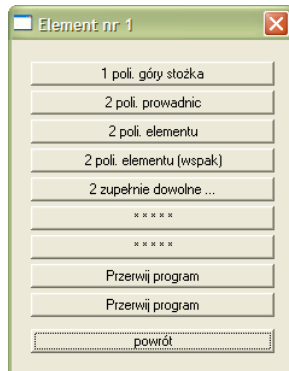 Element nr 1
1 poli. góry stożka
2 poli. prowadnic
2 poli. elementu
2 poli. elementu (wspak)
2 zupełnie dowolne ...
* * * * *
* * * * *
Przerwij program
Przerwij program
powrót